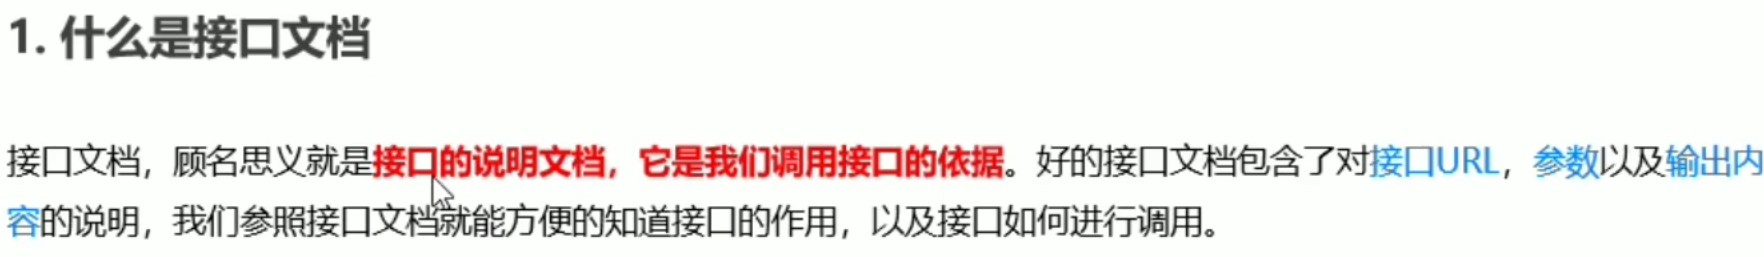 1. 什么是接口文档
接口文档，顾名思义就是接口的说明文档，它是我们调用接口的依据。好的接口文档包含了对接口URL，参数以及输出内
容的说明，我们参照接口文档就能方便的知道接口的作用，以及接口如何进行调用。